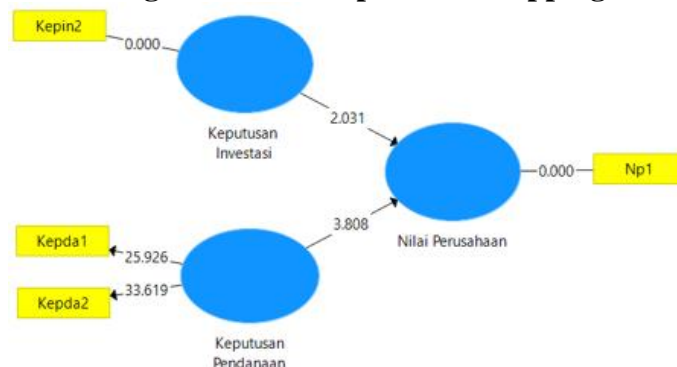 Kepin2
0.000
Keputusan
Investasi
2.031
Nilai Perusahaan
0.000
Np1
3.808
Kepda1
25.926
Kepda2
33.619
Keputusan
Pendanaan